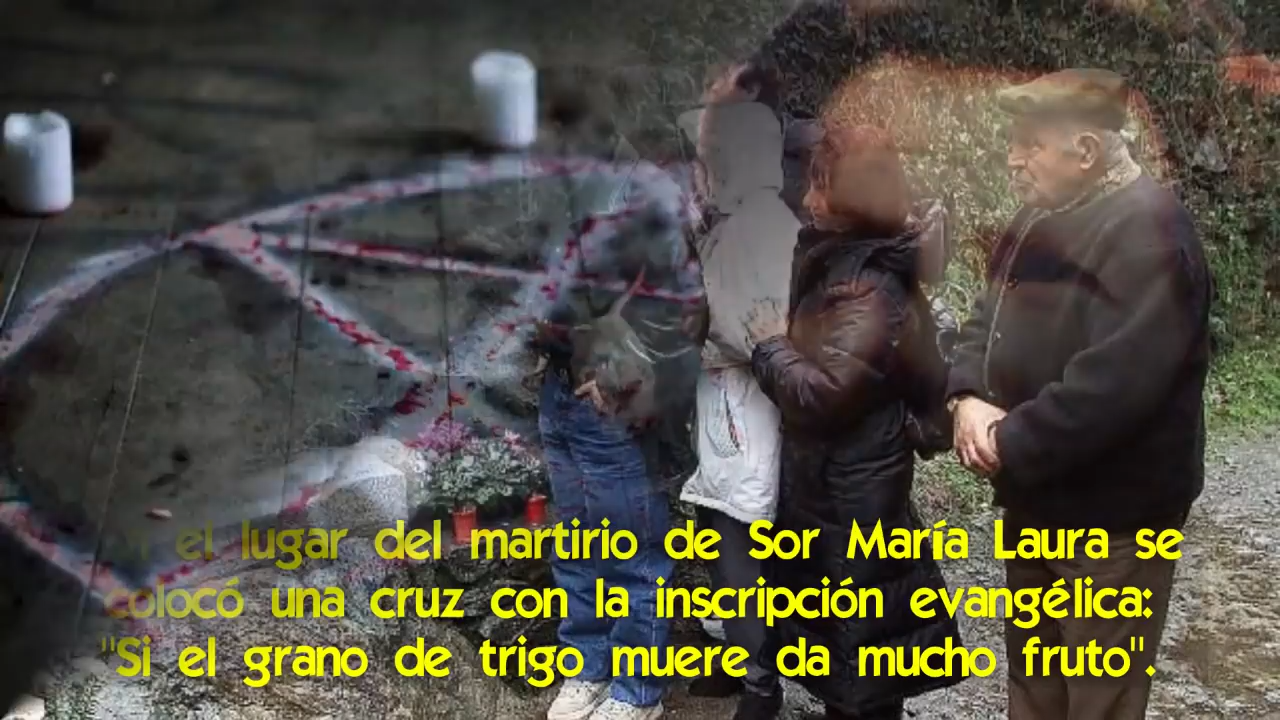 el lugar del martirio de Sor María Laura se
colocó una cruz con la inscripción evangélica:
"Si el grano de trigo muere da mucho fruto".